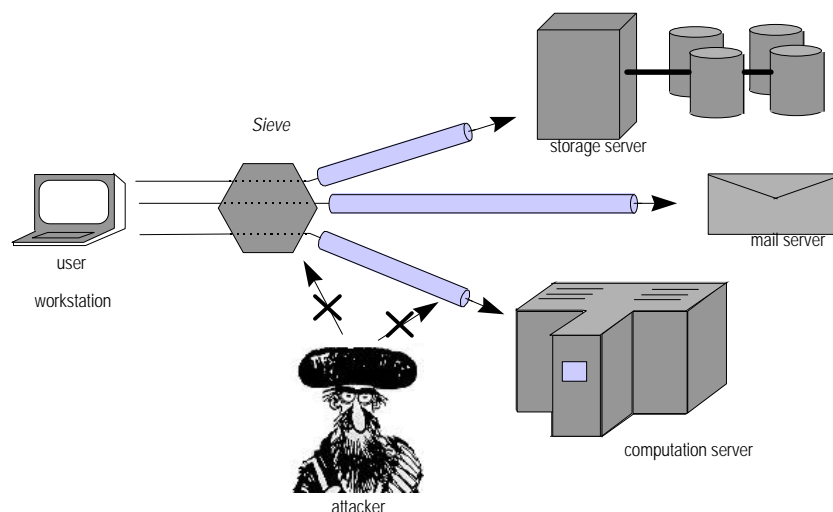 Sieve
storage server
mail server
user
workstation
computation server
attacker